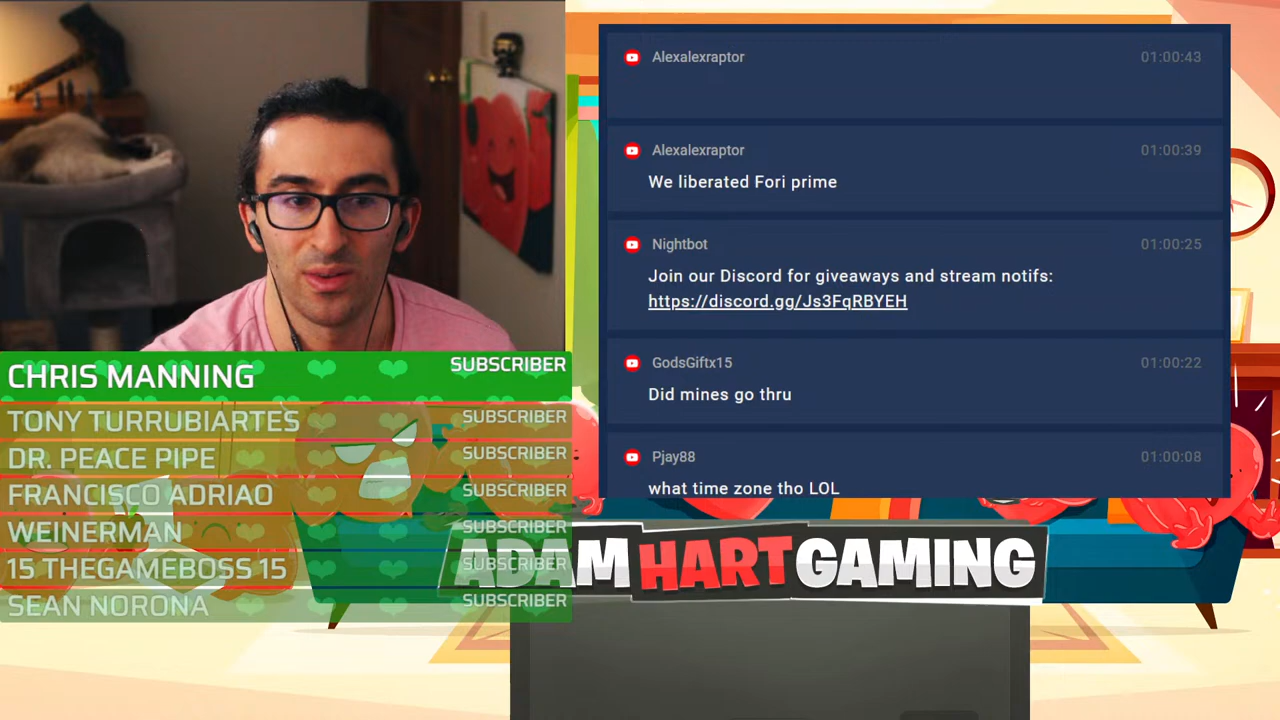 Alexalexraptor 01:00:43
Alexalexraptor 01:00:39
We liberated Fori prime
Nightbot 01:00:25
Join our Discord for giveaways and stream notifs:
https://discord.gg/Js3FqRBYEH
GodsGiftx15 01:00:22
Did mines go thru
Pjay88 01:00:08
what time zone tho LOL
CHRIS MANNING SUBSCRIBER
TONY TURRUBIARTES SUBSCRIBER
DR. PEACE PIPE SUBSCRIBER
FRANCISCO ADRIAO SUBSCRIBER
WEINERMAN SUBSCRIBER
15 THEGAMEBOSS 15 SUBSCRIBER
SEAN NORONA SUBSCRIBER
ADAM HART GAMING